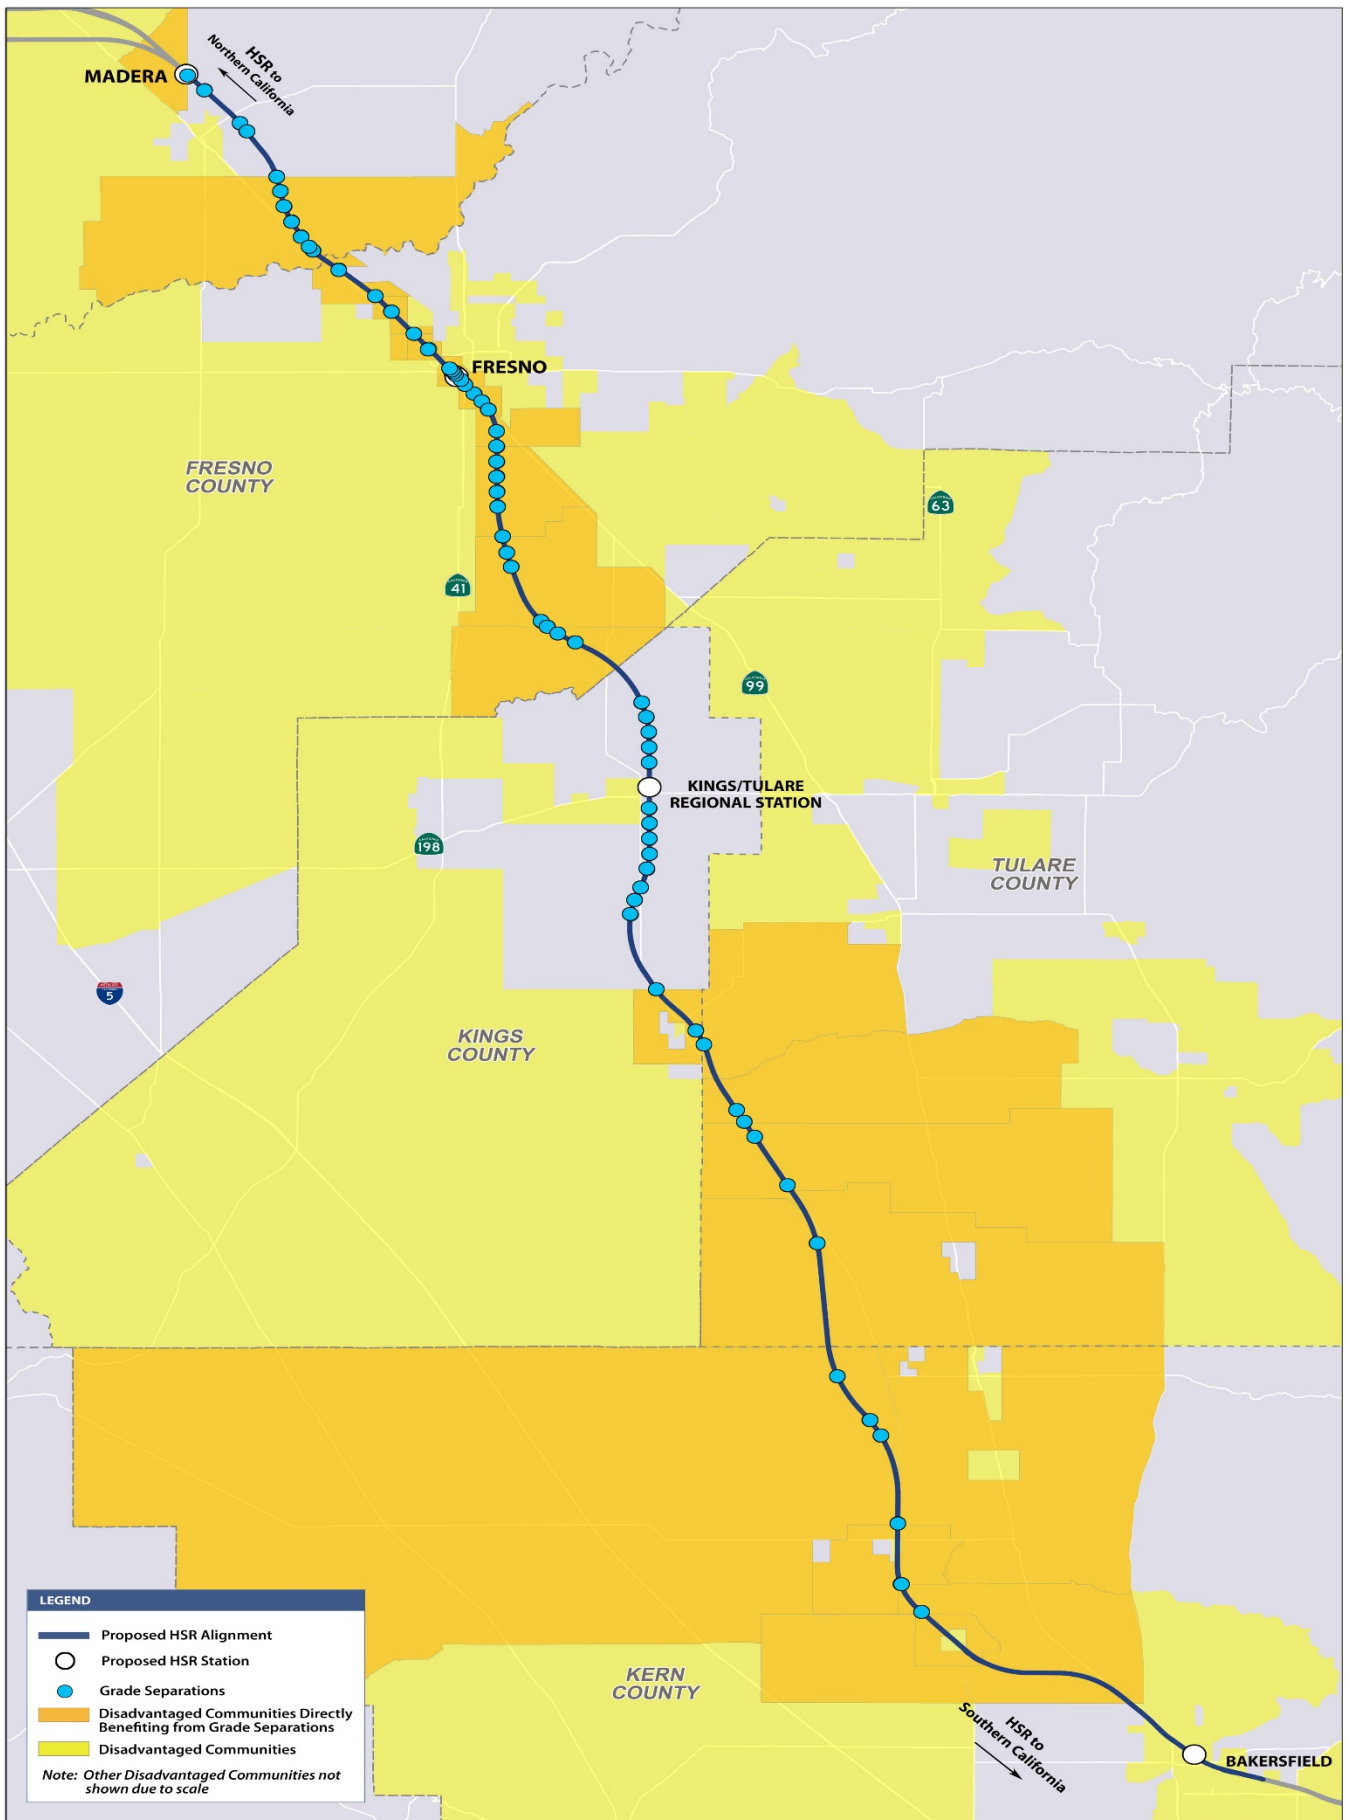 HSR to
Northern California
MADERA
FRESNO
FRESNO
COUNTY
63
41
99
KINGS/TULARE
REGIONAL STATION
198
TULARE
COUNTY
5
KINGS
COUNTY
LEGEND
Proposed HSR Alignment
Proposed HSR Station
Grade Separations
Disadvantaged Communities Directly
Benefiting from Grade Separations
Disadvantaged Communities
Note: Other Disadvantaged Communities not
shown due to scale
KERN
COUNTY
HSR to
Southern California
BAKERSFIELD